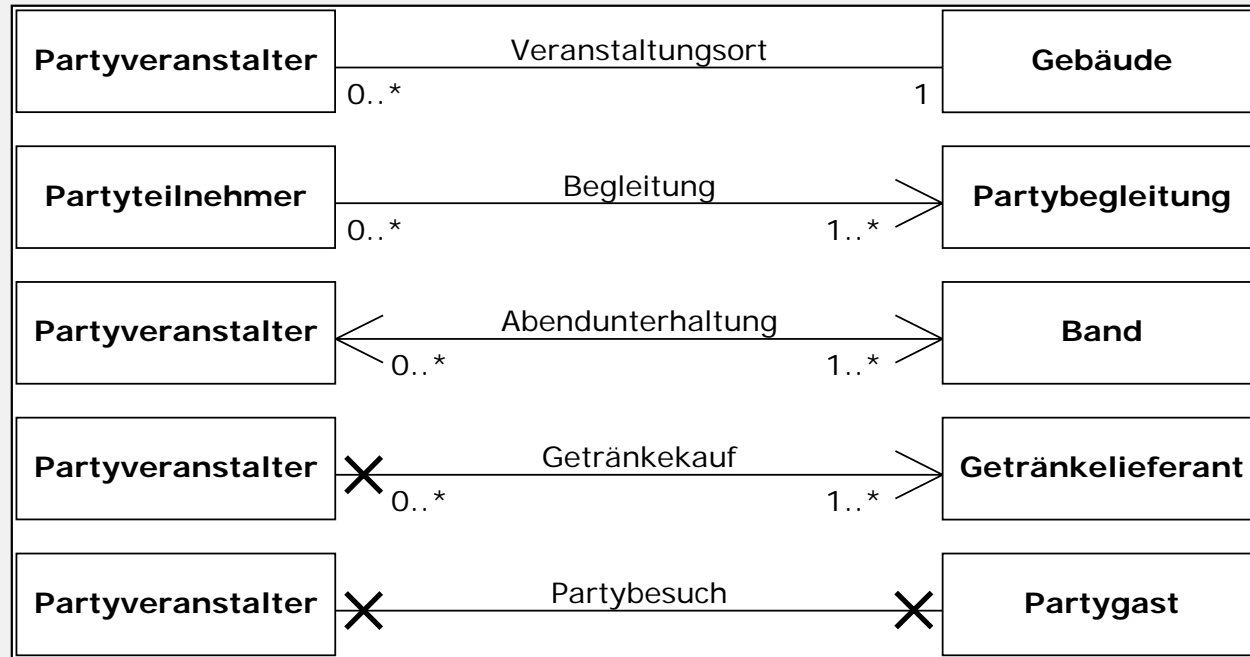 Partyveranstalter Veranstaltungsort Gebäude
0..* 1
Partyteilnehmer Begleitung Partybegleitung
0..* 1..*
Partyveranstalter Abendunterhaltung Band
0..* 1..*
Partyveranstalter Getränkekauf Getränkelieferant
0..* 1..*
Partyveranstalter Partybesuch Partygast